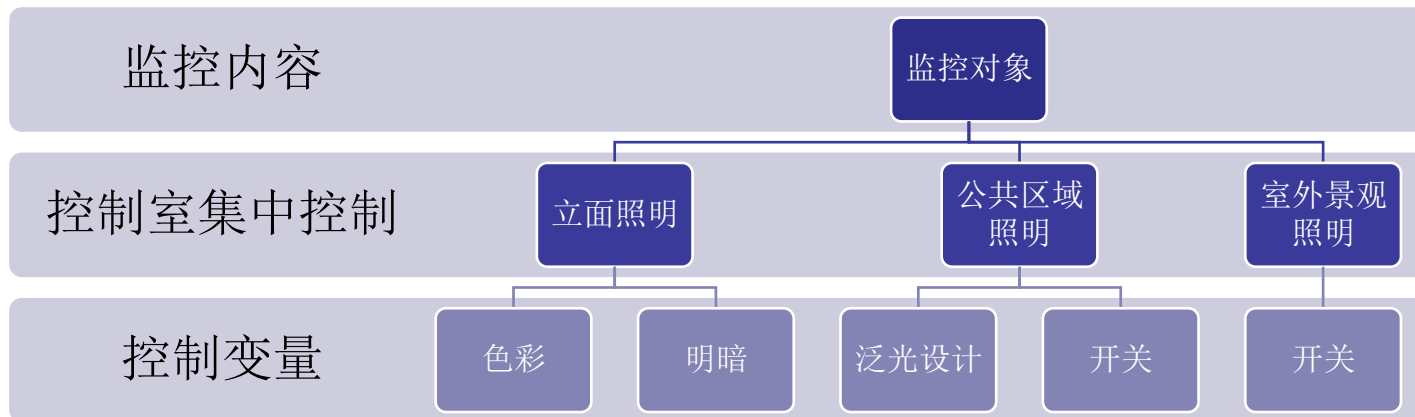 监控内容
监控对象
控制室集中控制
立面照明
公共区域
照明
室外景观
照明
控制变量
色彩
明暗
泛光设计
开关
开关